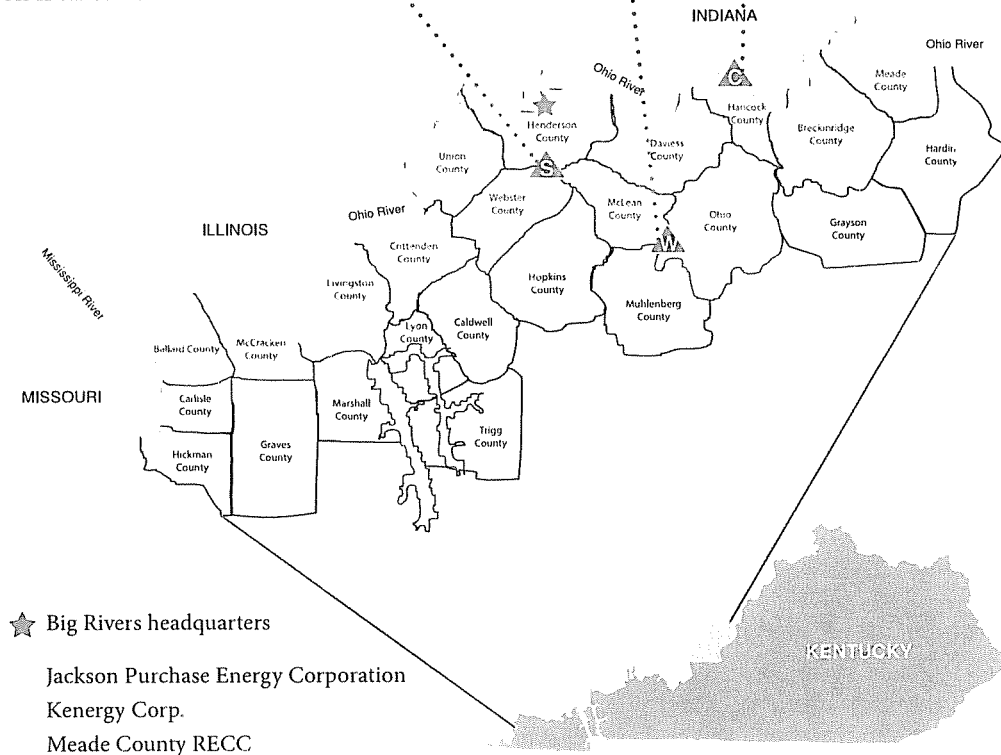 INDIANA
Ohio River
Ohio River
C
Meade
County
Hancock
County
Henderson
County
Breckinridge
County
Daviess
County
Hardin
County
Union
County
S
Webster
County
McLean
County
Ohio
County
Grayson
County
Ohio River
ILLINOIS
W
Crittenden
County
Mississippi River
Livingston
County
Hopkins
County
Muhlenberg
County
Lyon
County
Caldwell
County
Ballard County
McCracken
County
MISSOURI
Carlisle
County
Marshall
County
Trigg
County
Graves
County
Hickman
County
Big Rivers headquarters
KENTUCKY
Jackson Purchase Energy Corporation
Kenergy Corp.
Meade County RECC